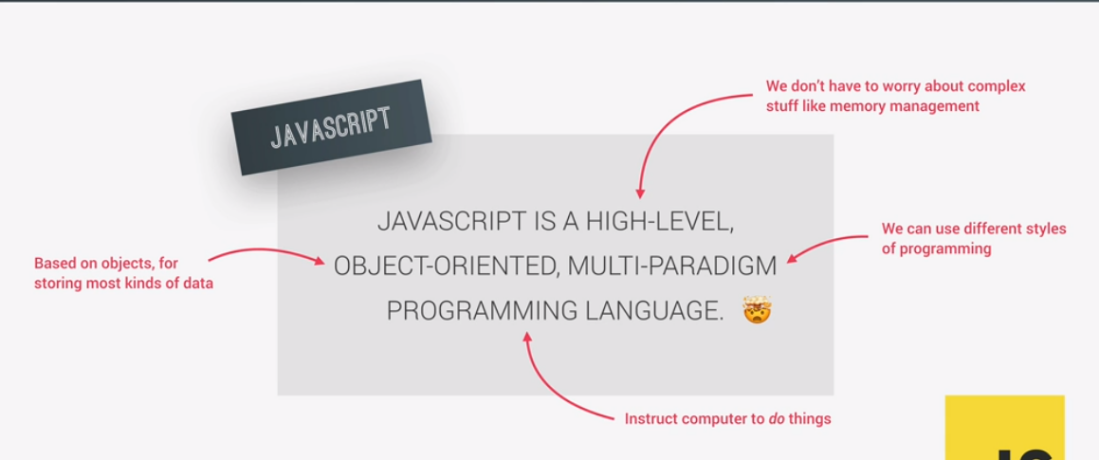 JAVASCRIPT
We don't have to worry about complex
stuff like memory management
JAVASCRIPT IS A HIGH-LEVEL,
OBJECT-ORIENTED, MULTI-PARADIGM
PROGRAMMING LANGUAGE. 🤯
We can use different styles
of programming
Based on objects, for
storing most kinds of data
Instruct computer to do things
JS